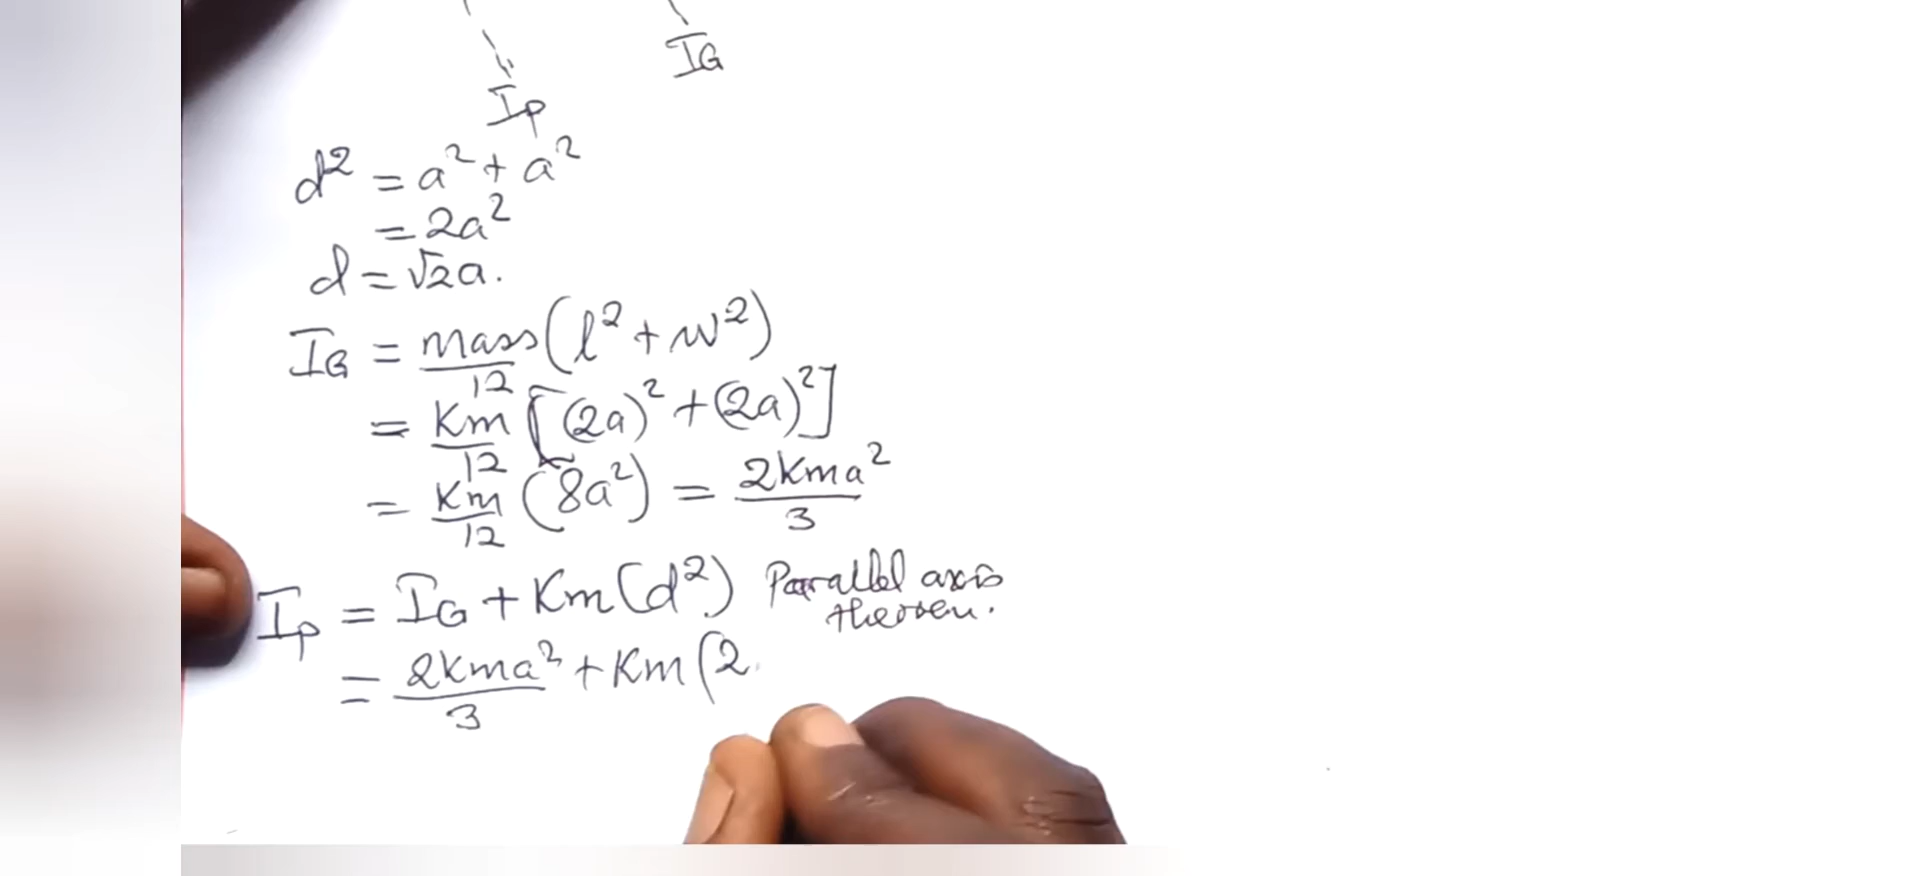 IG
Ip
d² = a² + a²
= 2a²
d = √2a.
IG = mass/12 (l² + w²)
= Km/12 [(2a)² + (2a)²]
= Km/12 (8a²) = 2Kma²/3
Ip = IG + Km(d²) Parallel axis
= 2Kma²/3 + Km(2